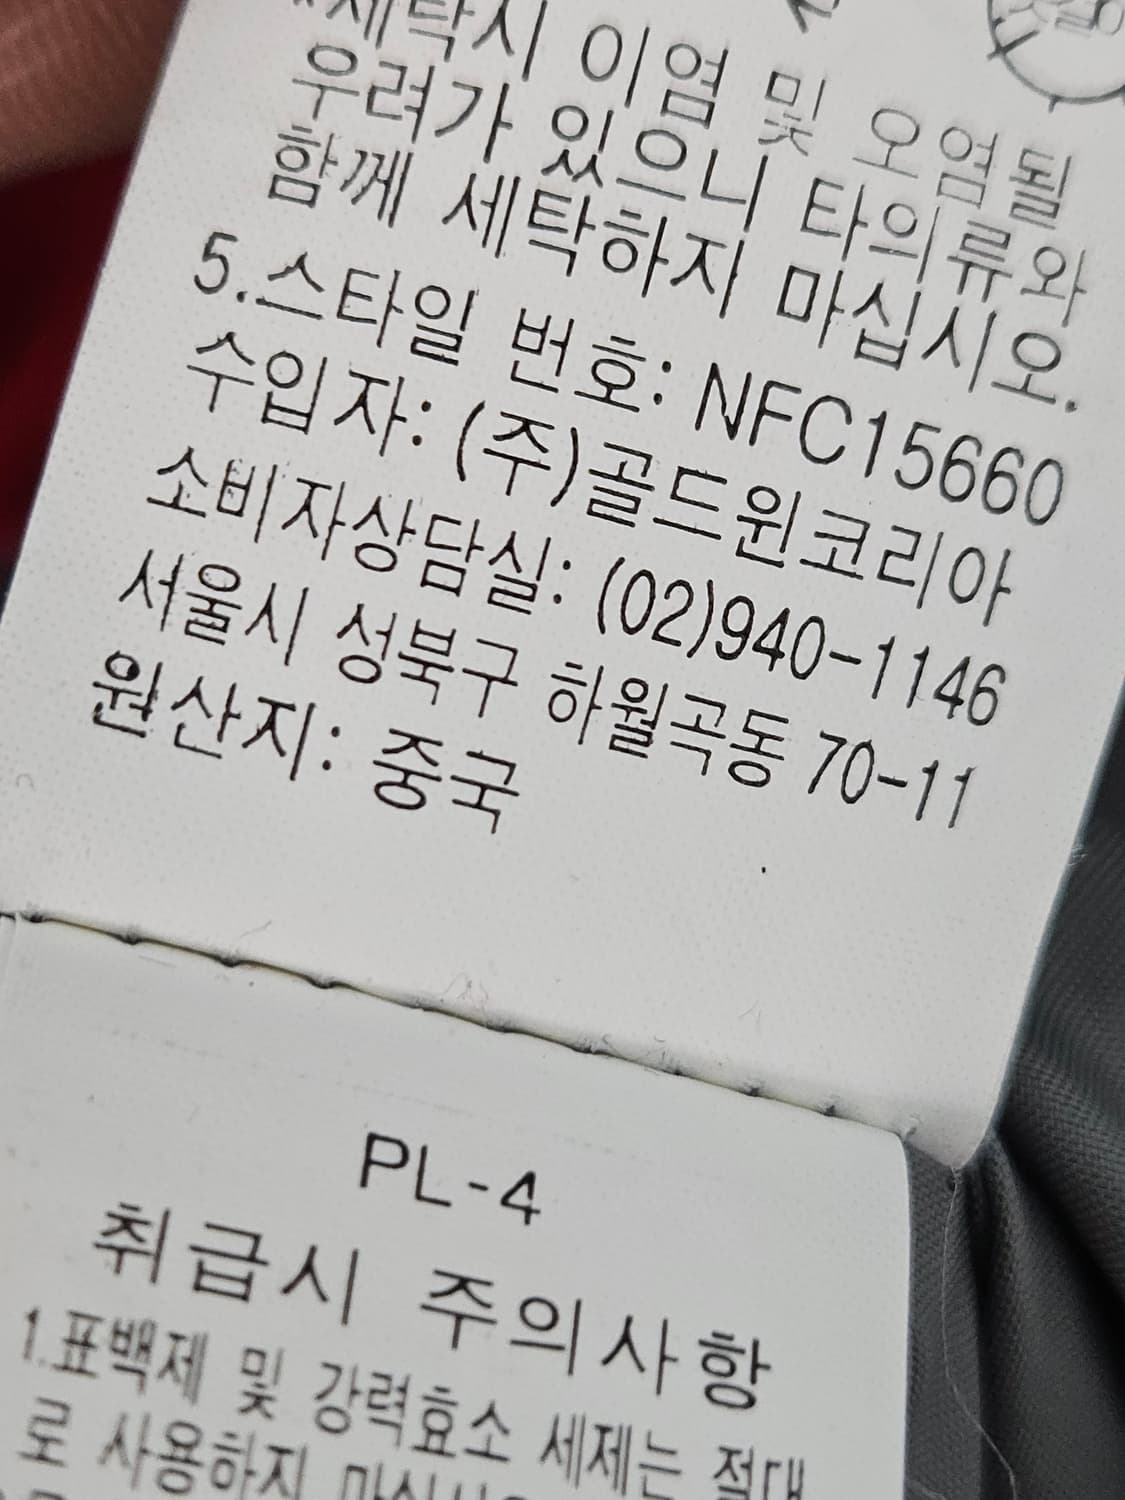 *세탁시 이염 및 오염될
우려가 있으니 타의류와
함께 세탁하지 마십시오.
5.스타일 번호: NFC15660
수입자: (주)골드윈코리아
소비자상담실: (02)940-1146
서울시 성북구 하월곡동 70-11
원산지: 중국
PL-4
취급시 주의사항
1.표백제 및 강력효소 세제는 절대
로 사용하지